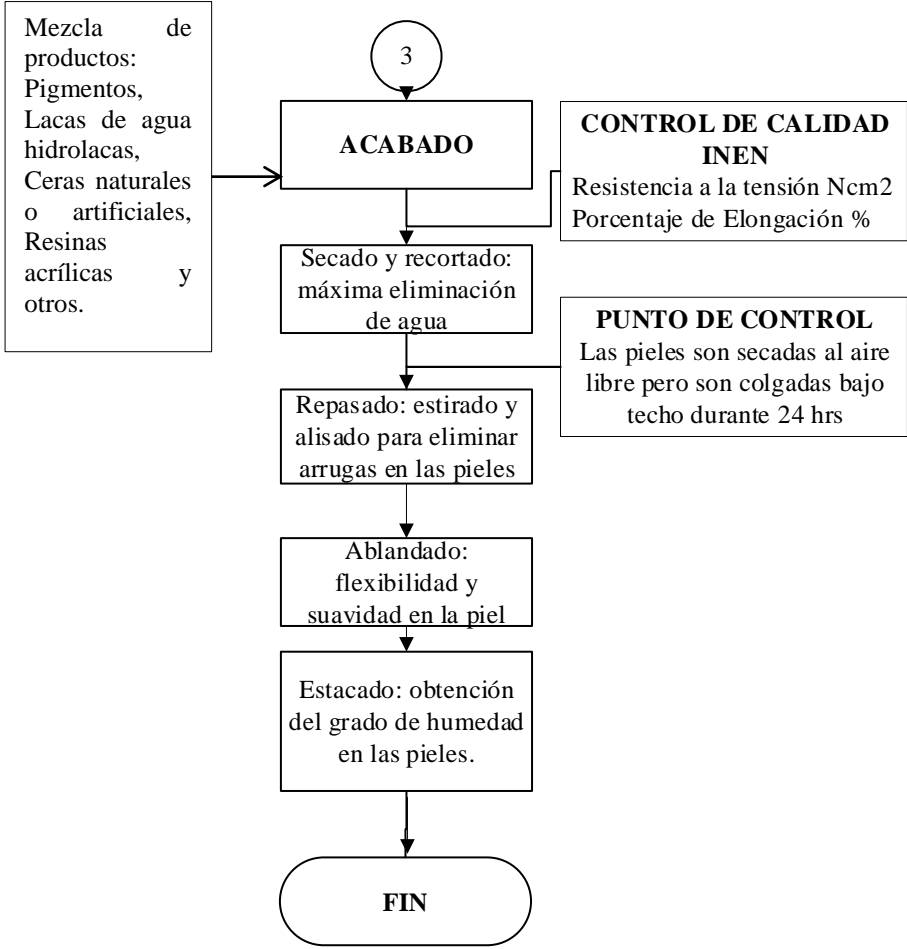 Mezcla de
productos:
Pigmentos,
Lacas de agua
hidrolacas,
Ceras naturales
o artificiales,
Resinas
acrílicas y
otros.
3
ACABADO
CONTROL DE CALIDAD
INEN
Resistencia a la tensión Ncm2
Porcentaje de Elongación %
Secado y recortado:
máxima eliminación
de agua
PUNTO DE CONTROL
Las pieles son secadas al aire
libre pero son colgadas bajo
techo durante 24 hrs
Repasado: estirado y
alisado para eliminar
arrugas en las pieles
Ablandado:
flexibilidad y
suavidad en la piel
Estacado: obtención
del grado de humedad
en las pieles.
FIN